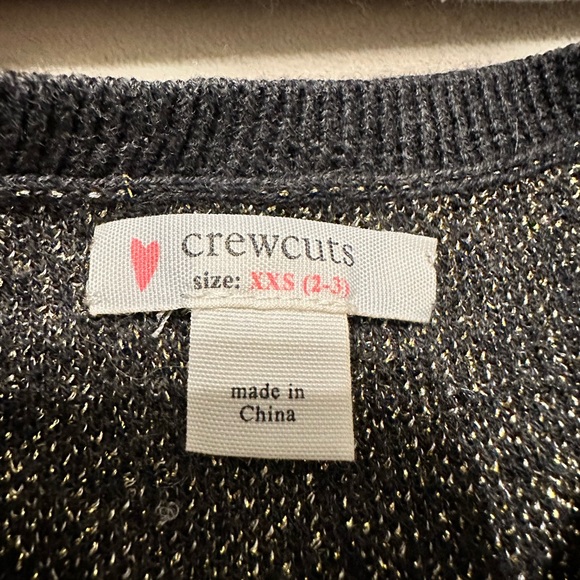 crewcuts
size: XXS (2-3)
made in
China